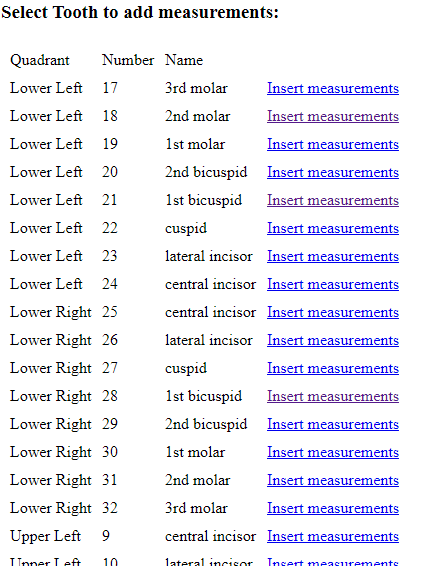 Select Tooth to add measurements:
Quadrant Number Name
Lower Left 17 3rd molar Insert measurements
Lower Left 18 2nd molar Insert measurements
Lower Left 19 1st molar Insert measurements
Lower Left 20 2nd bicuspid Insert measurements
Lower Left 21 1st bicuspid Insert measurements
Lower Left 22 cuspid Insert measurements
Lower Left 23 lateral incisor Insert measurements
Lower Left 24 central incisor Insert measurements
Lower Right 25 central incisor Insert measurements
Lower Right 26 lateral incisor Insert measurements
Lower Right 27 cuspid Insert measurements
Lower Right 28 1st bicuspid Insert measurements
Lower Right 29 2nd bicuspid Insert measurements
Lower Right 30 1st molar Insert measurements
Lower Right 31 2nd molar Insert measurements
Lower Right 32 3rd molar Insert measurements
Upper Left 9 central incisor Insert measurements
Upper Left 10 lateral incisor Insert measurements